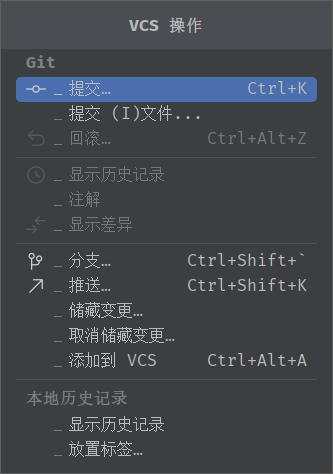 VCS 操作
Git
_ 提交… Ctrl+K
_ 提交 (I)文件...
_ 回滚… Ctrl+Alt+Z
_ 显示历史记录
_ 注解
_ 显示差异
_ 分支… Ctrl+Shift+`
_ 推送… Ctrl+Shift+K
_ 储藏变更…
_ 取消储藏变更…
_ 添加到 VCS Ctrl+Alt+A
本地历史记录
_ 显示历史记录
_ 放置标签…